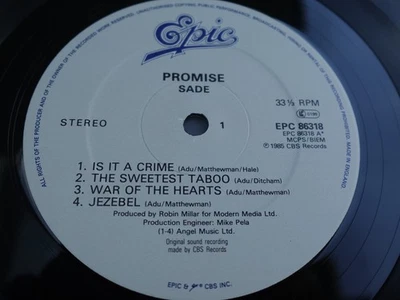 Epic
PROMISE
SADE
33⅓ RPM
STEREO
1
EPC 86318
EPC 86318 A*
MCPS/BIEM
℗ 1985 CBS Records
1. IS IT A CRIME (Adu/Matthewman/Hale)
2. THE SWEETEST TABOO (Adu/Ditcham)
3. WAR OF THE HEARTS (Adu/Matthewman)
4. JEZEBEL (Adu/Matthewman)
Produced by Robin Millar for Modern Media Ltd.
Production Engineer: Mike Pela
(1-4) Angel Music Ltd.
Original sound recording
made by CBS Records
EPIC &
CBS INC.
ALL RIGHTS OF THE PRODUCER AND OF THE OWNER OF THE RECORDED WORK RESERVED.
UNAUTHORISED COPYING, PUBLIC PERFORMANCE,
MADE IN ENGLAND